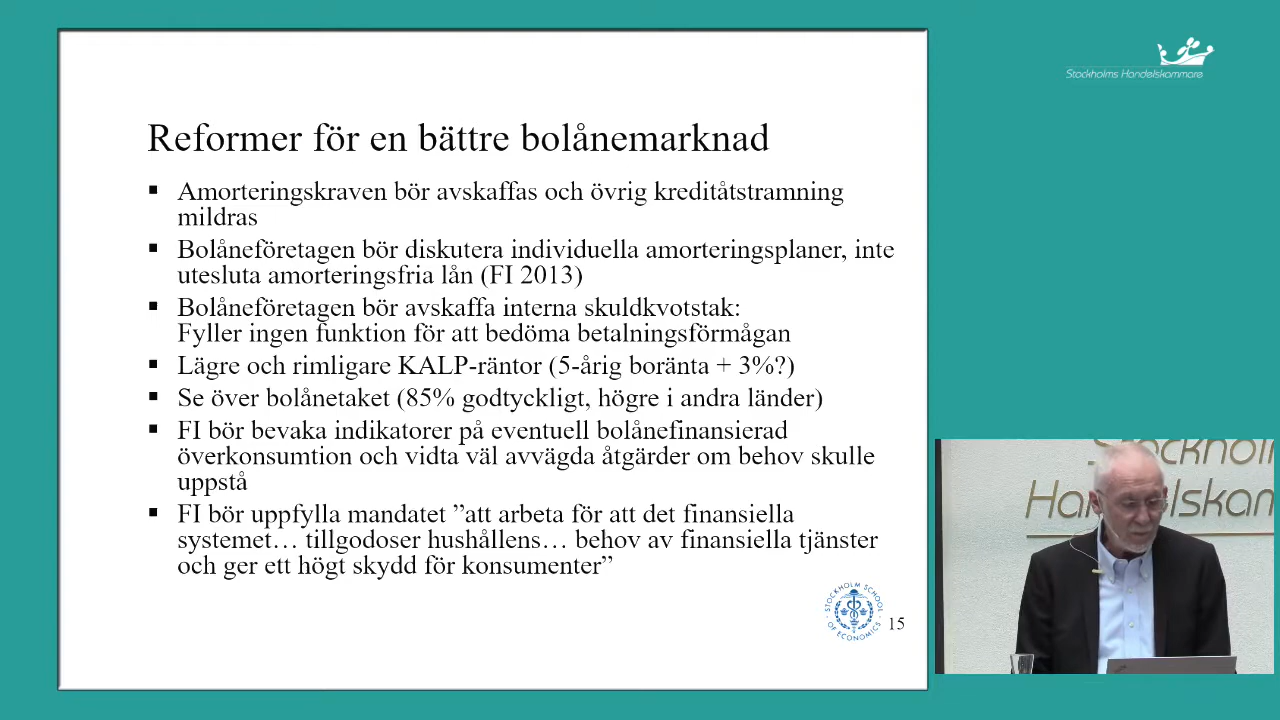 Stockholms Handelskammare
Reformer för en bättre bolånemarknad
▪ Amorteringskraven bör avskaffas och övrig kreditåtstramning
mildras
▪ Bolåneföretagen bör diskutera individuella amorteringsplaner, inte
utesluta amorteringsfria lån (FI 2013)
▪ Bolåneföretagen bör avskaffa interna skuldkvotstak:
Fyller ingen funktion för att bedöma betalningsförmågan
▪ Lägre och rimligare KALP-räntor (5-årig boränta + 3%?)
▪ Se över bolånetaket (85% godtyckligt, högre i andra länder)
▪ FI bör bevaka indikatorer på eventuell bolånefinansierad
överkonsumtion och vidta väl avvägda åtgärder om behov skulle
uppstå
▪ FI bör uppfylla mandatet ”att arbeta för att det finansiella
systemet… tillgodoser hushållens… behov av finansiella tjänster
och ger ett högt skydd för konsumenter”
STOCKHOLM SCHOOL
OF ECONOMICS
15
Stockholm
Handelskam